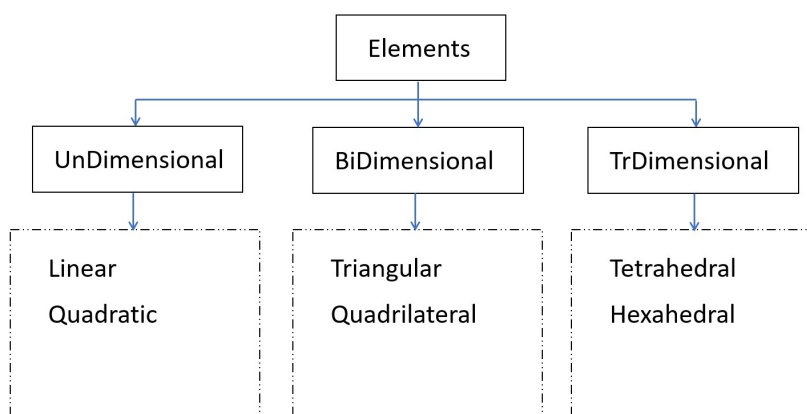 Elements
UnDimensional
BiDimensional
TrDimensional
Linear
Quadratic
Triangular
Quadrilateral
Tetrahedral
Hexahedral